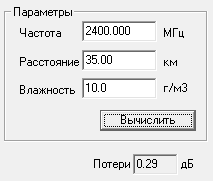 Параметры
Частота 2400.000 МГц
Расстояние 35.00 км
Влажность 10.0 г/м3
Вычислить
Потери 0.29 дБ